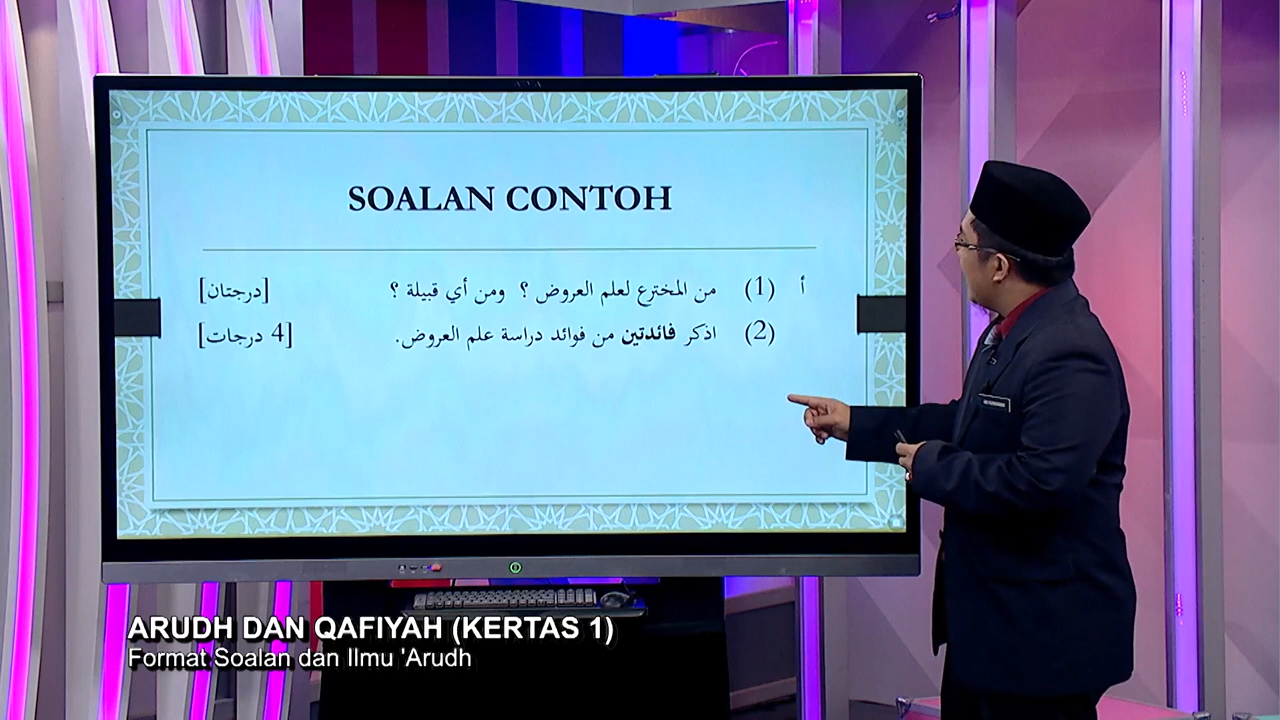 SOALAN CONTOH
أ (1) من المخترع لعلم العروض ؟ ومن أي قبيلة ؟ [درجتان]
(2) اذكر فائدتين من فوائد دراسة علم العروض. [4 درجات]
ARUDH DAN QAFIYAH (KERTAS 1)
Format Soalan dan Ilmu 'Arudh